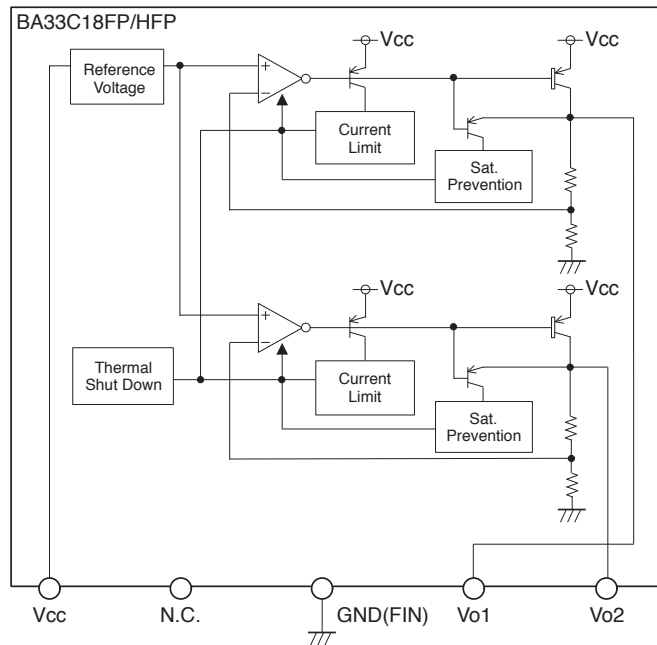 BA33C18FP/HFP
Vcc
Vcc
Reference
Voltage
+
−
Current
Limit
Sat.
Prevention
Vcc
Vcc
+
−
Thermal
Shut Down
Current
Limit
Sat.
Prevention
Vcc
N.C.
GND(FIN)
Vo1
Vo2